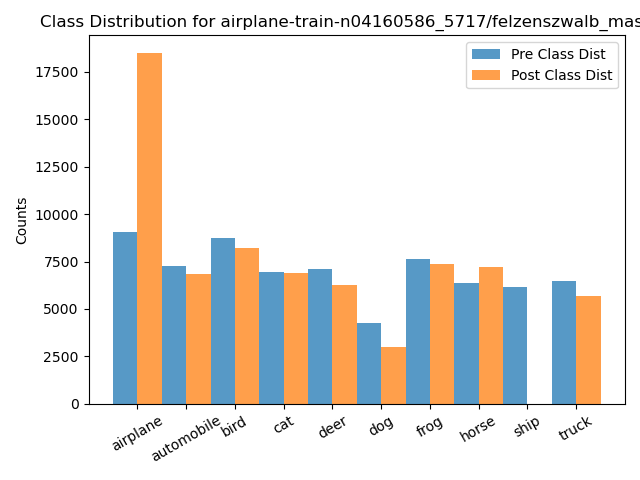 Class Distribution for airplane-train-n04160586_5717/felzenszwalb_mas
Pre Class Dist
Post Class Dist
Counts
17500
15000
12500
10000
7500
5000
2500
0
airplane
automobile
bird
cat
deer
dog
frog
horse
ship
truck